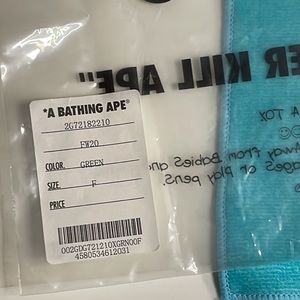 "A BATHING APE®
2G72182210
FW20
COLOR. GREEN
SIZE. F
PRICE
002GDG721210XGRN00F
4580534612031
ER KILL APE"
A TOX
Away from Babies and
ages or play pens.